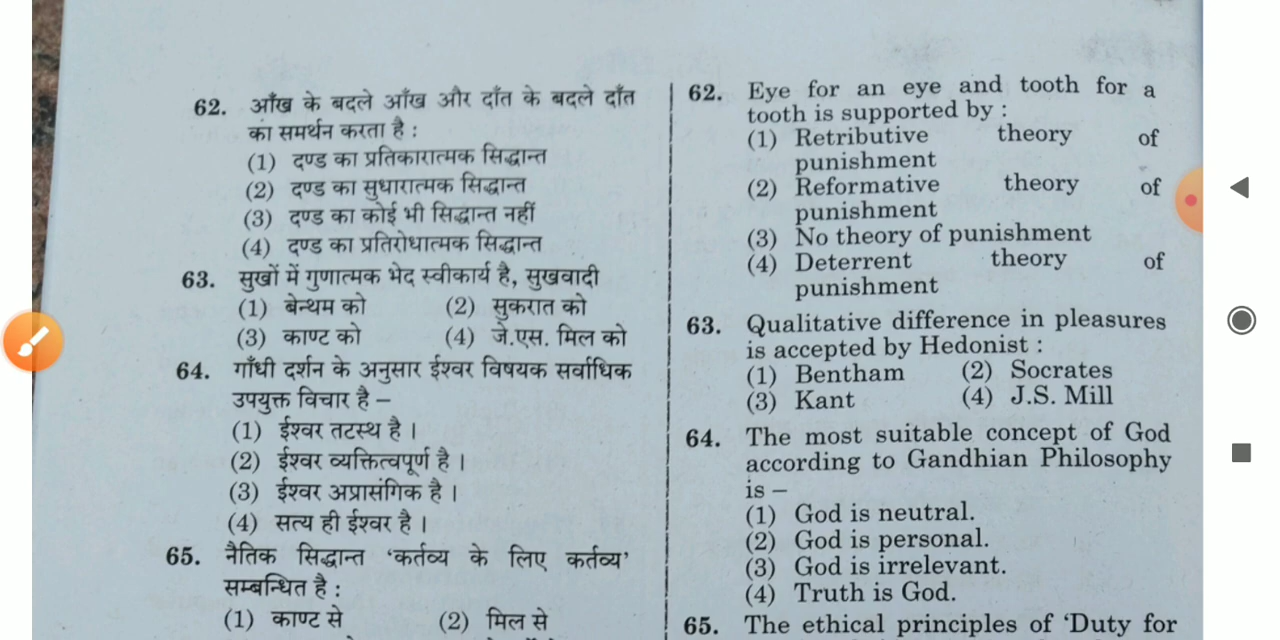 62. आँख के बदले आँख और दाँत के बदले दाँत
का समर्थन करता है :
(1) दण्ड का प्रतिकारात्मक सिद्धान्त
(2) दण्ड का सुधारात्मक सिद्धान्त
(3) दण्ड का कोई भी सिद्धान्त नहीं
(4) दण्ड का प्रतिरोधात्मक सिद्धान्त
63. सुखों में गुणात्मक भेद स्वीकार्य है, सुखवादी
(1) बेन्थम को (2) सुकरात को
(3) काण्ट को (4) जे.एस. मिल को
64. गाँधी दर्शन के अनुसार ईश्वर विषयक सर्वाधिक
उपयुक्त विचार है –
(1) ईश्वर तटस्थ है ।
(2) ईश्वर व्यक्तित्वपूर्ण है ।
(3) ईश्वर अप्रासंगिक है ।
(4) सत्य ही ईश्वर है ।
65. नैतिक सिद्धान्त ‘कर्तव्य के लिए कर्तव्य’
सम्बन्धित है :
(1) काण्ट से (2) मिल से
62. Eye for an eye and tooth for a
tooth is supported by :
(1) Retributive theory of
punishment
(2) Reformative theory of
punishment
(3) No theory of punishment
(4) Deterrent theory of
punishment
63. Qualitative difference in pleasures
is accepted by Hedonist :
(1) Bentham (2) Socrates
(3) Kant (4) J.S. Mill
64. The most suitable concept of God
according to Gandhian Philosophy
is –
(1) God is neutral.
(2) God is personal.
(3) God is irrelevant.
(4) Truth is God.
65. The ethical principles of ‘Duty for